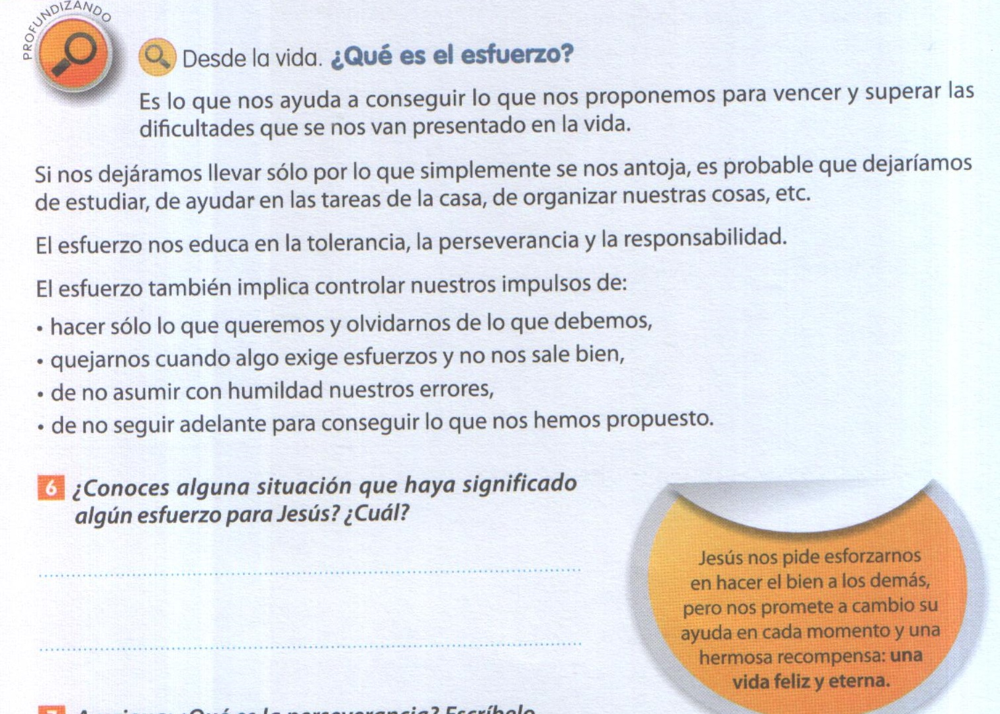 PROFUNDIZANDO
Desde la vida. ¿Qué es el esfuerzo?
Es lo que nos ayuda a conseguir lo que nos proponemos para vencer y superar las
dificultades que se nos van presentado en la vida.
Si nos dejáramos llevar sólo por lo que simplemente se nos antoja, es probable que dejaríamos
de estudiar, de ayudar en las tareas de la casa, de organizar nuestras cosas, etc.
El esfuerzo nos educa en la tolerancia, la perseverancia y la responsabilidad.
El esfuerzo también implica controlar nuestros impulsos de:
• hacer sólo lo que queremos y olvidarnos de lo que debemos,
• quejarnos cuando algo exige esfuerzos y no nos sale bien,
• de no asumir con humildad nuestros errores,
• de no seguir adelante para conseguir lo que nos hemos propuesto.
6 ¿Conoces alguna situación que haya significado
algún esfuerzo para Jesús? ¿Cuál?
Jesús nos pide esforzarnos
en hacer el bien a los demás,
pero nos promete a cambio su
ayuda en cada momento y una
hermosa recompensa: una
vida feliz y eterna.
¿Qué es la perseverancia? Escríbelo